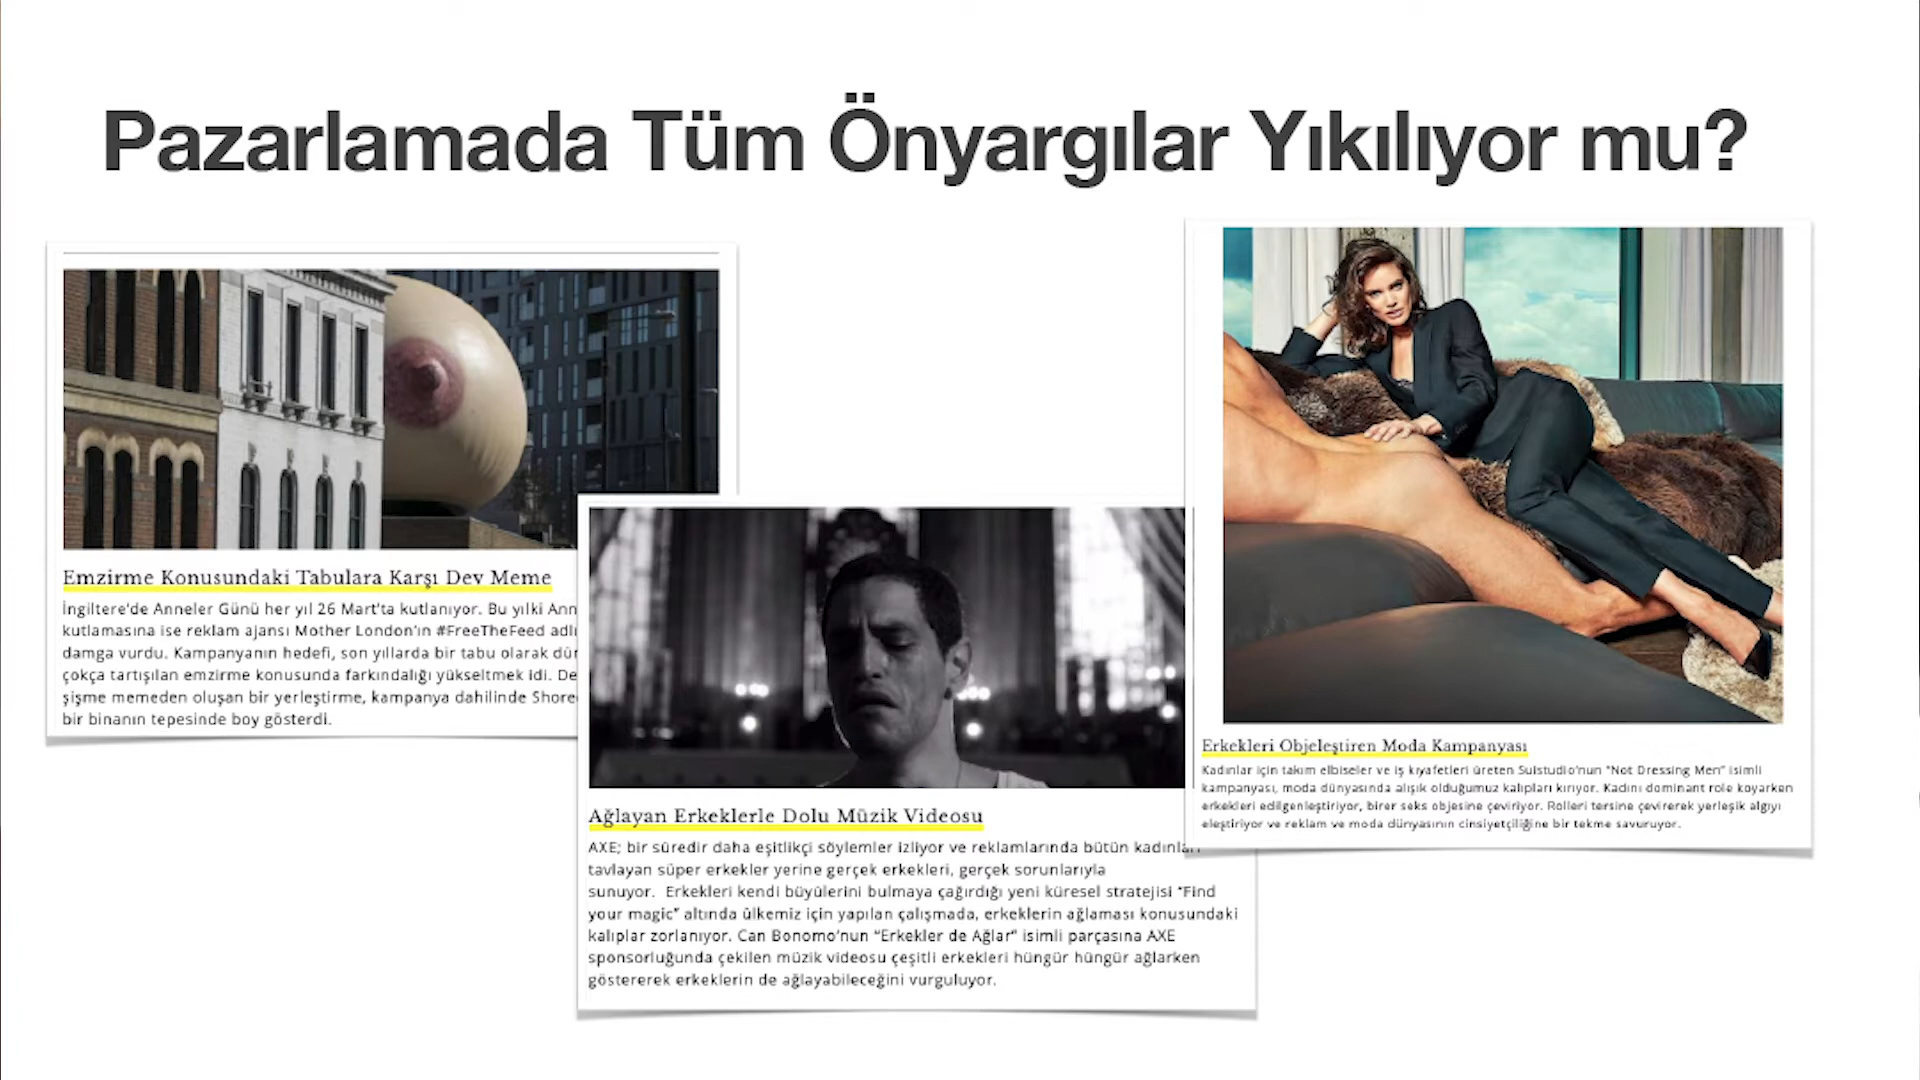 Pazarlamada Tüm Önyargılar Yıkılıyor mu?
Emzirme Konusundaki Tabulara Karşı Dev Meme
İngiltere'de Anneler Günü her yıl 26 Mart'ta kutlanıyor. Bu yılki
kutlamasına ise reklam ajansı Mother London'ın #FreeTheFeed
damga vurdu. Kampanyanın hedefi, son yıllarda bir tabu olarak
çokça tartışılan emzirme konusunda farkındalığı yükseltmek idi.
şişme memeden oluşan bir yerleştirme, kampanya dahilinde
bir binanın tepesinde boy gösterdi.
Ağlayan Erkeklerle Dolu Müzik Videosu
AXE; bir süredir daha eşitlikçi söylemler izliyor ve reklamlarında bütün kadınları
tavlayan süper erkekler yerine gerçek erkekleri, gerçek sorunlarıyla
sunuyor. Erkekleri kendi büyülerini bulmaya çağırdığı yeni küresel stratejisi "Find
your magic" altında ülkemiz için yapılan çalışmada, erkeklerin ağlaması konusundaki
kalıplar zorlanıyor. Can Bonomo'nun "Erkekler de Ağlar" isimli parçasına AXE
sponsorluğunda çekilen müzik videosu çeşitli erkekleri hüngür hüngür ağlarken
göstererek erkeklerin de ağlayabileceğini vurguluyor.
Erkekleri Objeleştiren Moda Kampanyası
Kadınlar için takım elbiseler ve iş kıyafetleri üreten Suistudio'nun "Not Dressing Men" isimli
kampanyası, moda dünyasında alışık olduğumuz kalıpları kırıyor. Kadını dominant role koyarken
erkekleri edilgenleştiriyor, birer seks objesine çeviriyor. Rolleri tersine çevirerek yerleşik algıyı
eleştiriyor ve reklam ve moda dünyasının cinsiyetçiliğine bir tekme savuruyor.